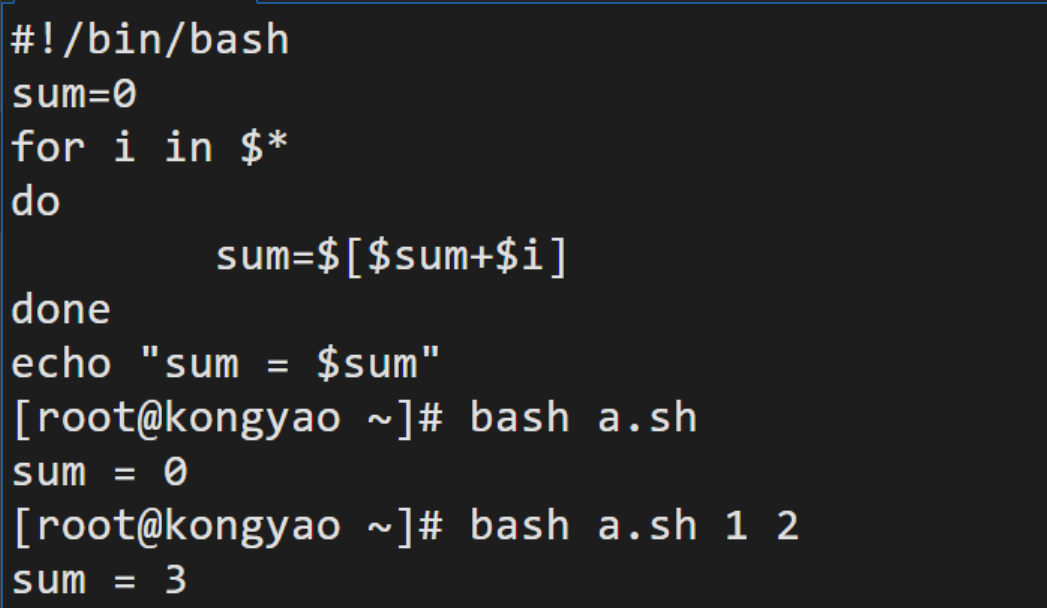 #!/bin/bash
sum=0
for i in $*
do
        sum=$[$sum+$i]
done
echo "sum = $sum"
[root@kongyao ~]# bash a.sh
sum = 0
[root@kongyao ~]# bash a.sh 1 2
sum = 3